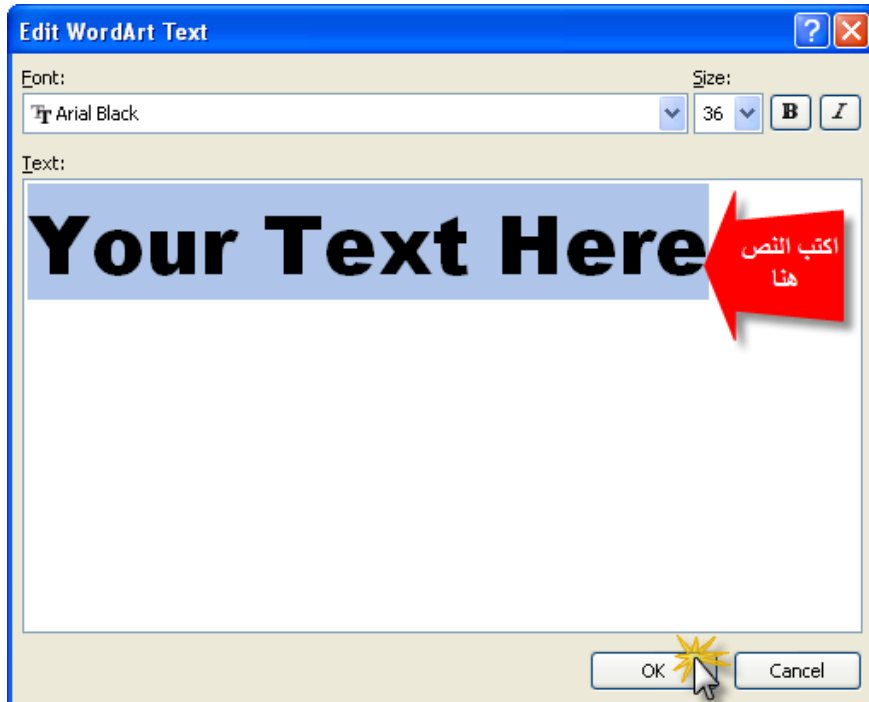 Edit WordArt Text
Font: Size:
Arial Black 36 B I
Text:
Your Text Here
اكتب النص
هنا
OK Cancel